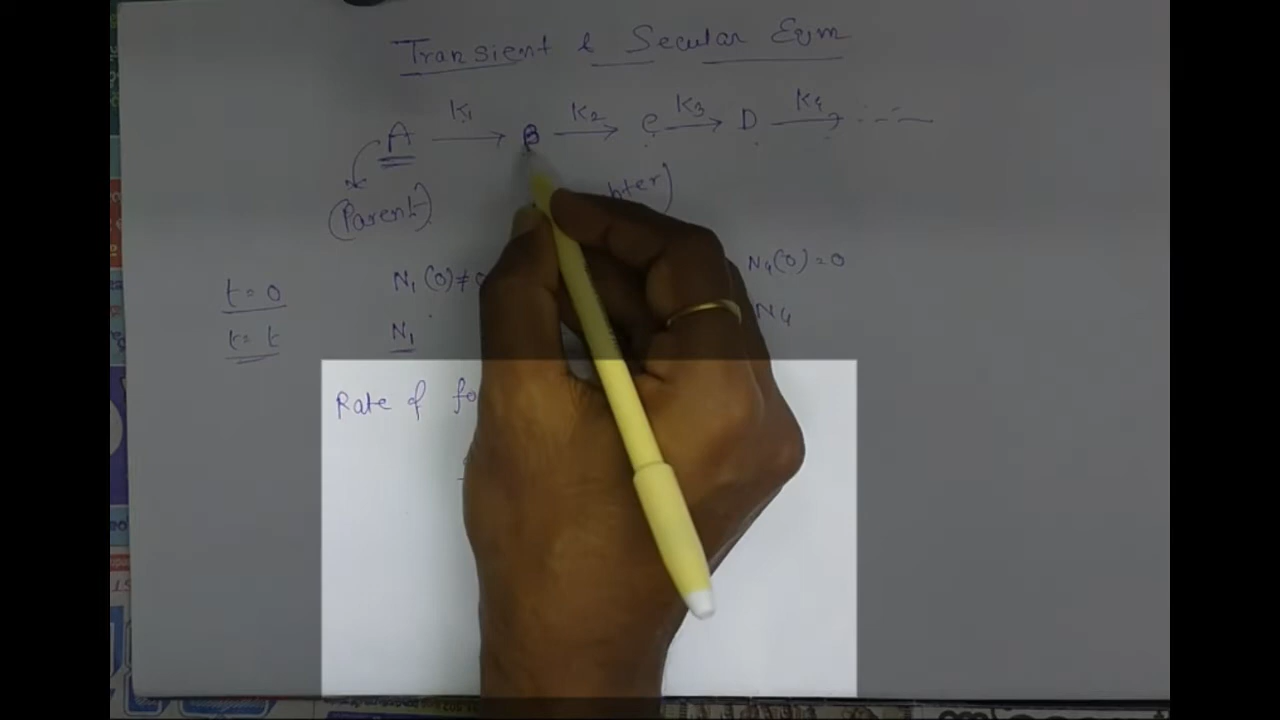 Transient & Secular Eqm
A K1 → B K2 → C K3 → D K4 → ----
(Parent)
t=0 N1(0)≠0 N4(0)=0
t=t N1 N4
Rate of